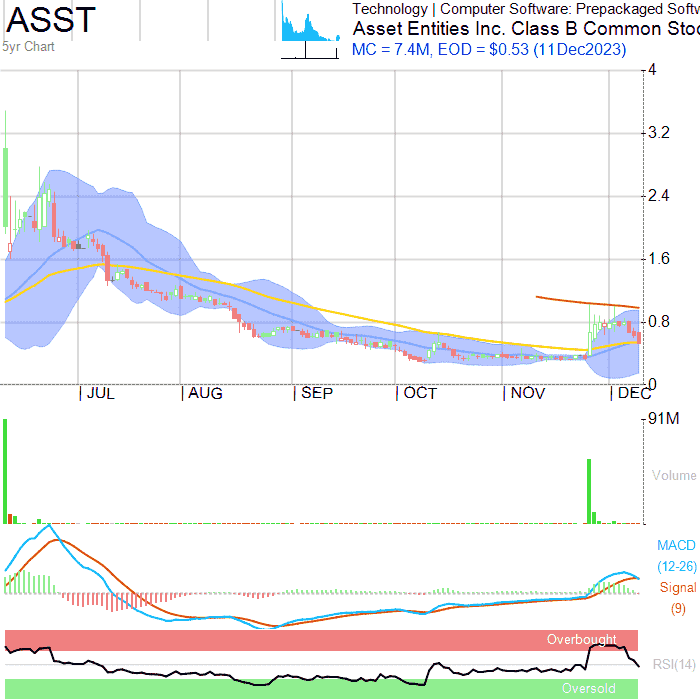 ASST
5yr Chart
Technology | Computer Software: Prepackaged Softw
Asset Entities Inc. Class B Common Stoc
MC = 7.4M, EOD = $0.53 (11Dec2023)
4
3.2
2.4
1.6
0.8
0
JUL AUG SEP OCT NOV DEC
91M
Volume
MACD
(12-26)
Signal
(9)
Overbought
RSI(14)
Oversold